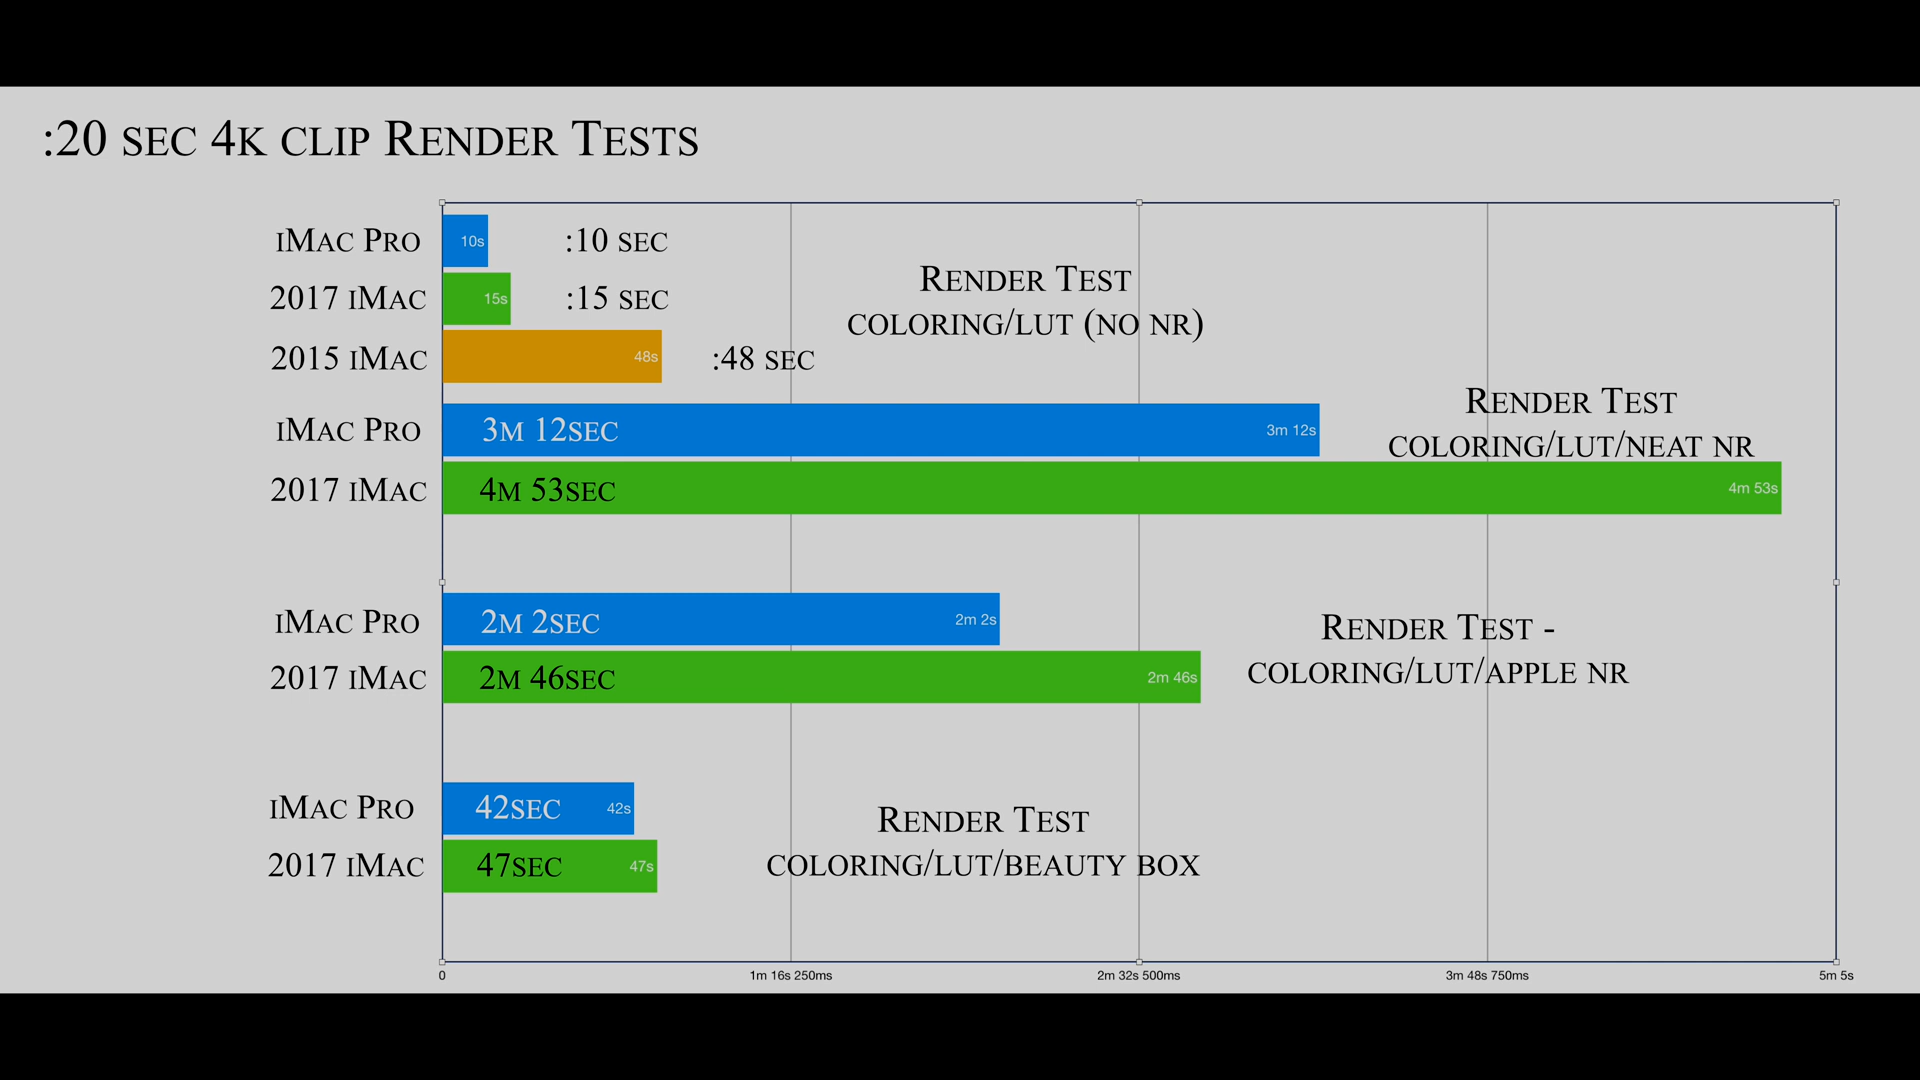 :20 SEC 4K CLIP RENDER TESTS
IMAC PRO 10s :10 SEC
2017 IMAC 15s :15 SEC
2015 IMAC 48s :48 SEC
RENDER TEST
COLORING/LUT (NO NR)
IMAC PRO 3M 12SEC 3m 12s
2017 IMAC 4M 53SEC 4m 53s
RENDER TEST
COLORING/LUT/NEAT NR
IMAC PRO 2M 2SEC 2m 2s
2017 IMAC 2M 46SEC 2m 46s
RENDER TEST -
COLORING/LUT/APPLE NR
IMAC PRO 42SEC 42s
2017 IMAC 47SEC 47s
RENDER TEST
COLORING/LUT/BEAUTY BOX
0 1m 16s 250ms 2m 32s 500ms 3m 48s 750ms 5m 5s